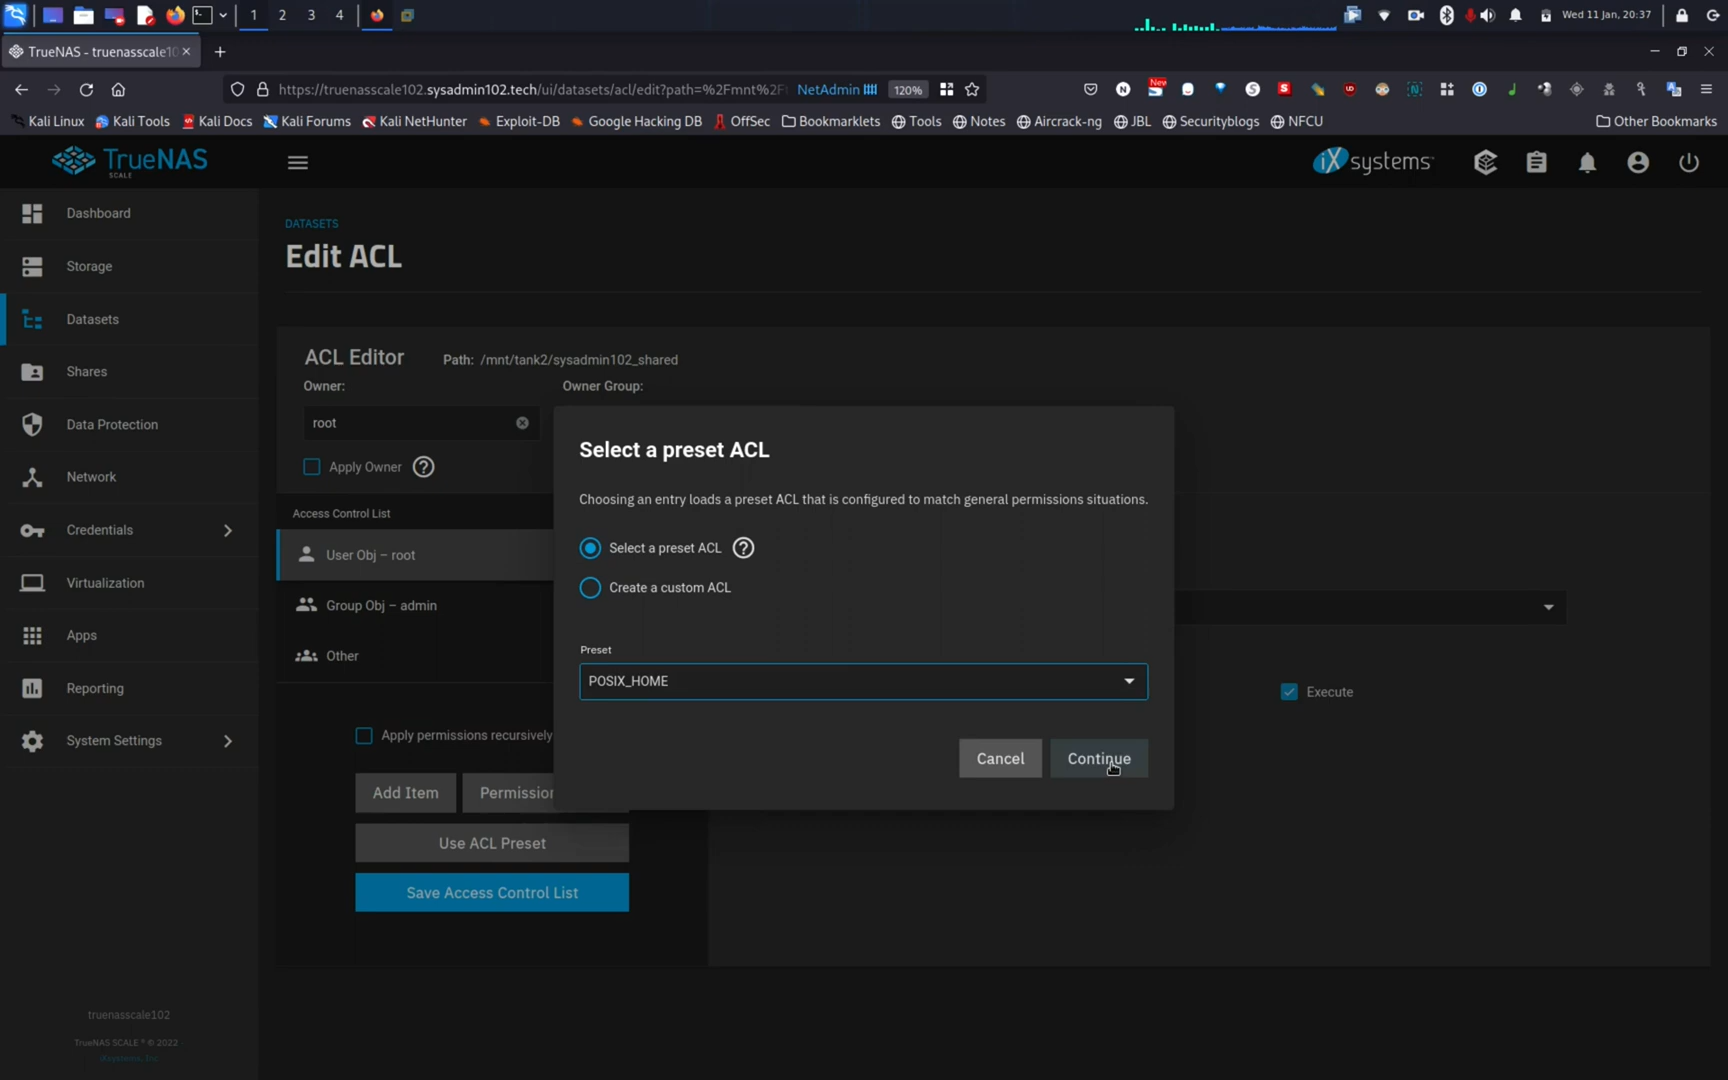 1 2 3 4 Wed 11 Jan, 20:37
TrueNAS - truenasscale10
https://truenasscale102.sysadmin102.tech/ui/datasets/acl/edit?path=%2Fmnt%2F NetAdmin 120% New
Kali Linux Kali Tools Kali Docs Kali Forums Kali NetHunter Exploit-DB Google Hacking DB OffSec Bookmarklets Tools Notes Aircrack-ng JBL Securityblogs NFCU Other Bookmarks
TrueNAS
SCALE
iXsystems
Dashboard
Storage
Datasets
Shares
Data Protection
Network
Credentials
Virtualization
Apps
Reporting
System Settings
truenasscale102
TrueNAS SCALE ® © 2022
iXsystems, Inc
DATASETS
Edit ACL
ACL Editor Path: /mnt/tank2/sysadmin102_shared
Owner: Owner Group:
root
Apply Owner
Access Control List
User Obj – root
Group Obj – admin
Other
Apply permissions recursively
Add Item Permission
Use ACL Preset
Save Access Control List
Execute
Select a preset ACL
Choosing an entry loads a preset ACL that is configured to match general permissions situations.
Select a preset ACL
Create a custom ACL
Preset
POSIX_HOME
Cancel Continue